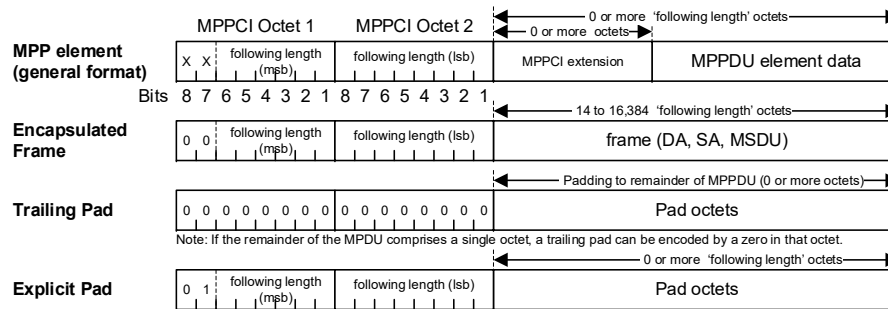 MPPCI Octet 1 MPPCI Octet 2 0 or more ‘following length’ octets
0 or more octets
MPP element
(general format)
X X following length (msb) following length (lsb) MPPCI extension MPPDU element data
Bits 8 7 6 5 4 3 2 1 8 7 6 5 4 3 2 1
14 to 16,384 ‘following length’ octets
Encapsulated
Frame
0 0 following length (msb) following length (lsb) frame (DA, SA, MSDU)
Padding to remainder of MPPDU (0 or more octets)
Trailing Pad 0 0 0 0 0 0 0 0 0 0 0 0 0 0 0 0 Pad octets
Note: If the remainder of the MPDU comprises a single octet, a trailing pad can be encoded by a zero in that octet.
0 or more ‘following length’ octets
Explicit Pad 0 1 following length (msb) following length (lsb) Pad octets